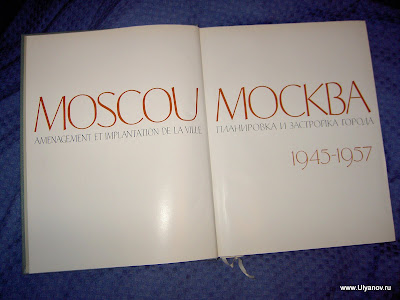 MOSCOU
AMENAGEMENT ET IMPLANTATION DE LA VILLE
МОСКВА
ПЛАНИРОВКА И ЗАСТРОЙКА ГОРОДА
1945-1957
www.Ulyanov.ru